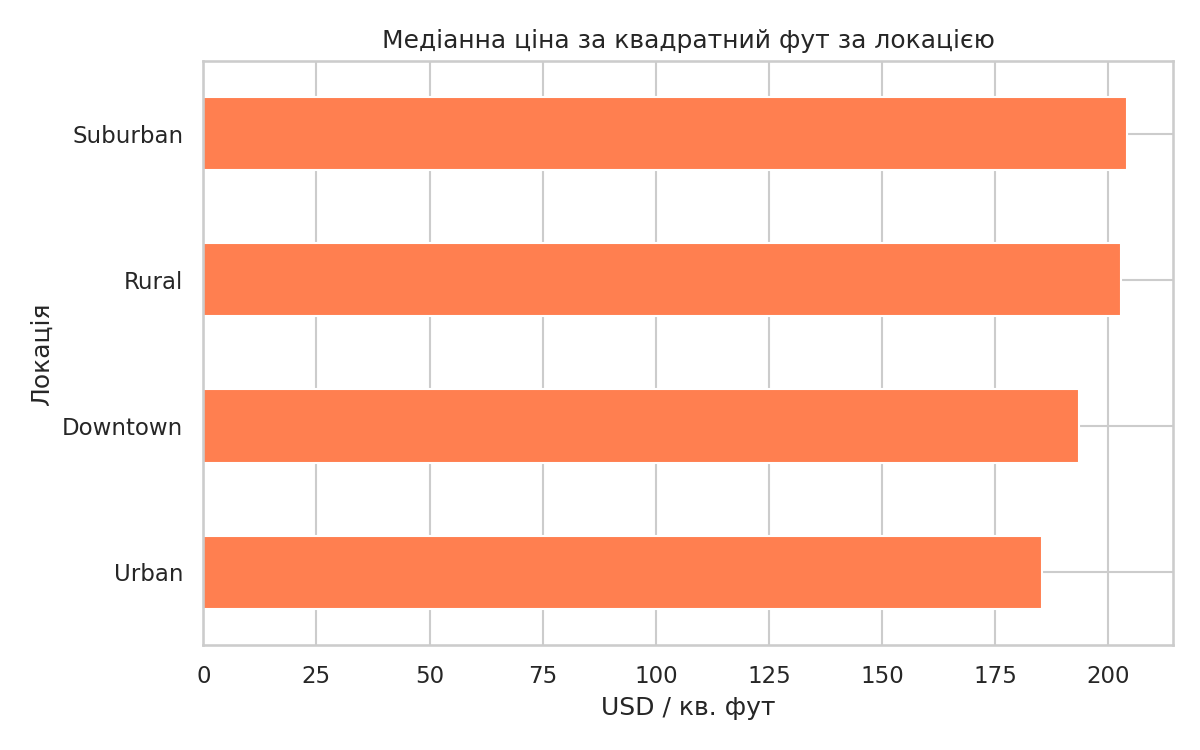 Медіанна ціна за квадратний фут за локацією
Локація
Suburban
Rural
Downtown
Urban
0 25 50 75 100 125 150 175 200
USD / кв. фут